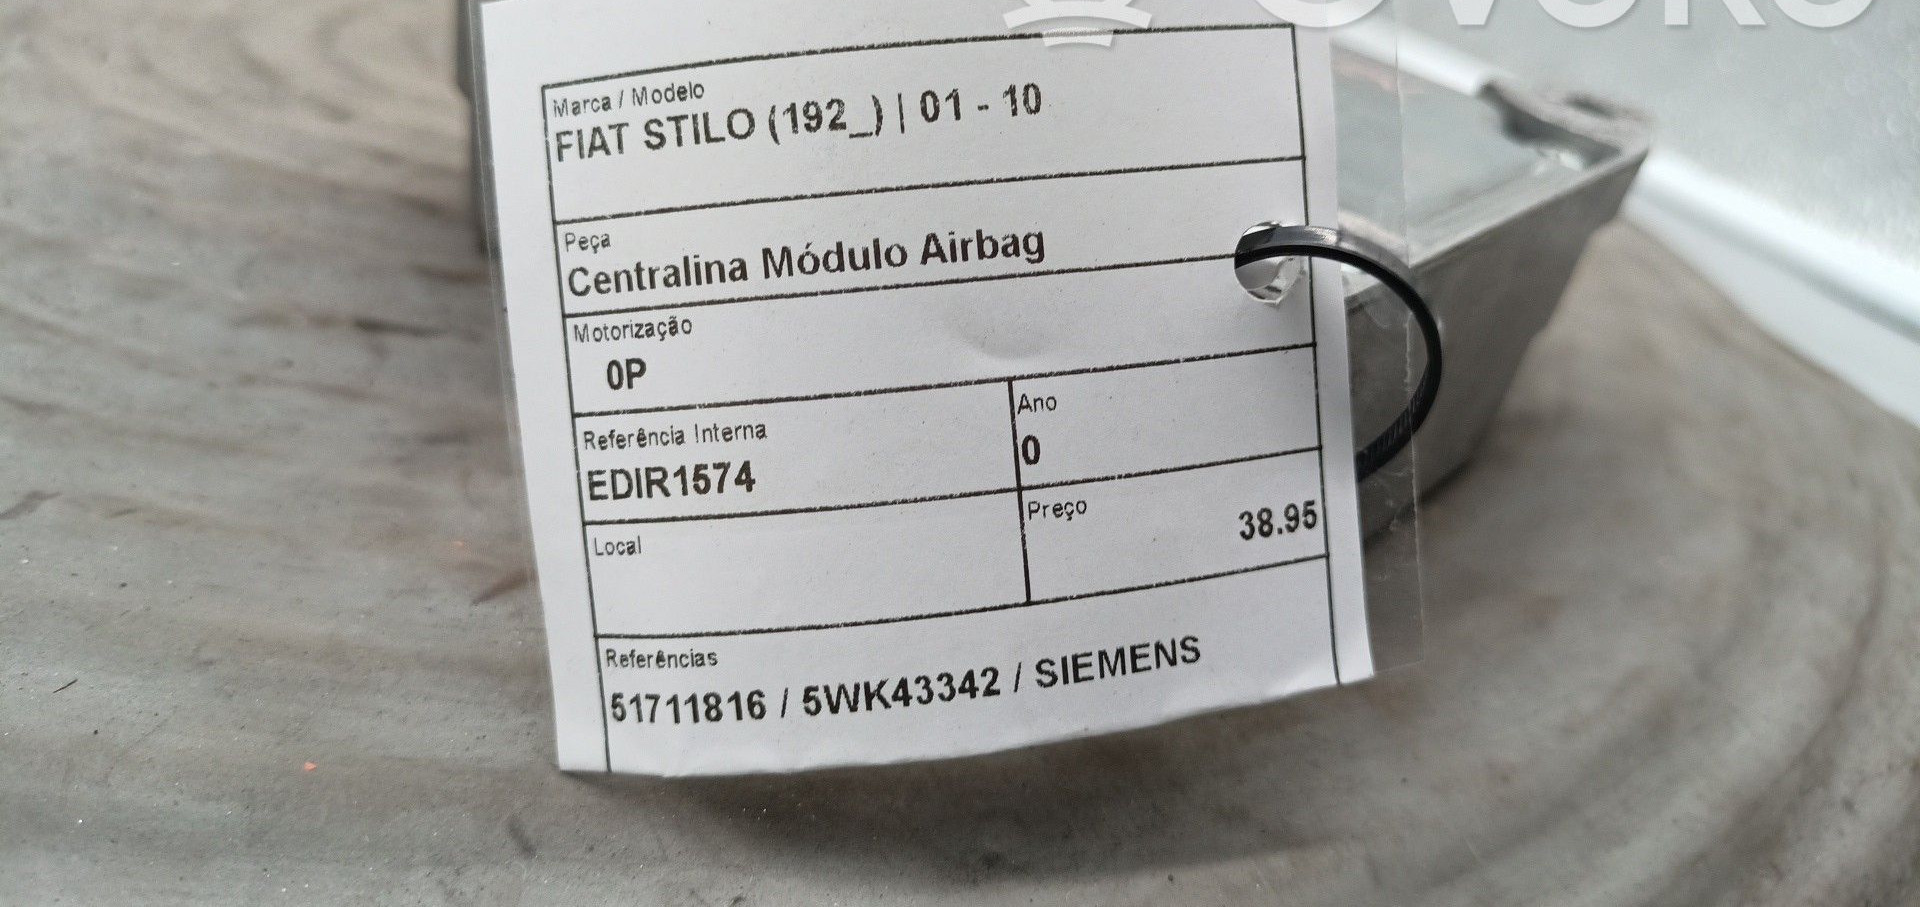 Marca / Modelo
FIAT STILO (192_) | 01 - 10
Peça
Centralina Módulo Airbag
Motorização
0P
Referência Interna
EDIR1574
Ano
0
Local
Preço
38.95
Referências
51711816 / 5WK43342 / SIEMENS